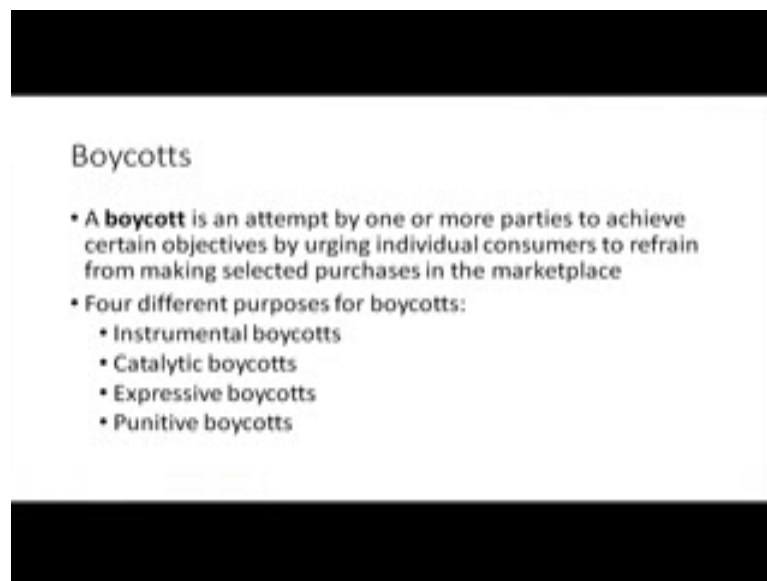 Boycotts
• A boycott is an attempt by one or more parties to achieve
certain objectives by urging individual consumers to refrain
from making selected purchases in the marketplace
• Four different purposes for boycotts:
• Instrumental boycotts
• Catalytic boycotts
• Expressive boycotts
• Punitive boycotts